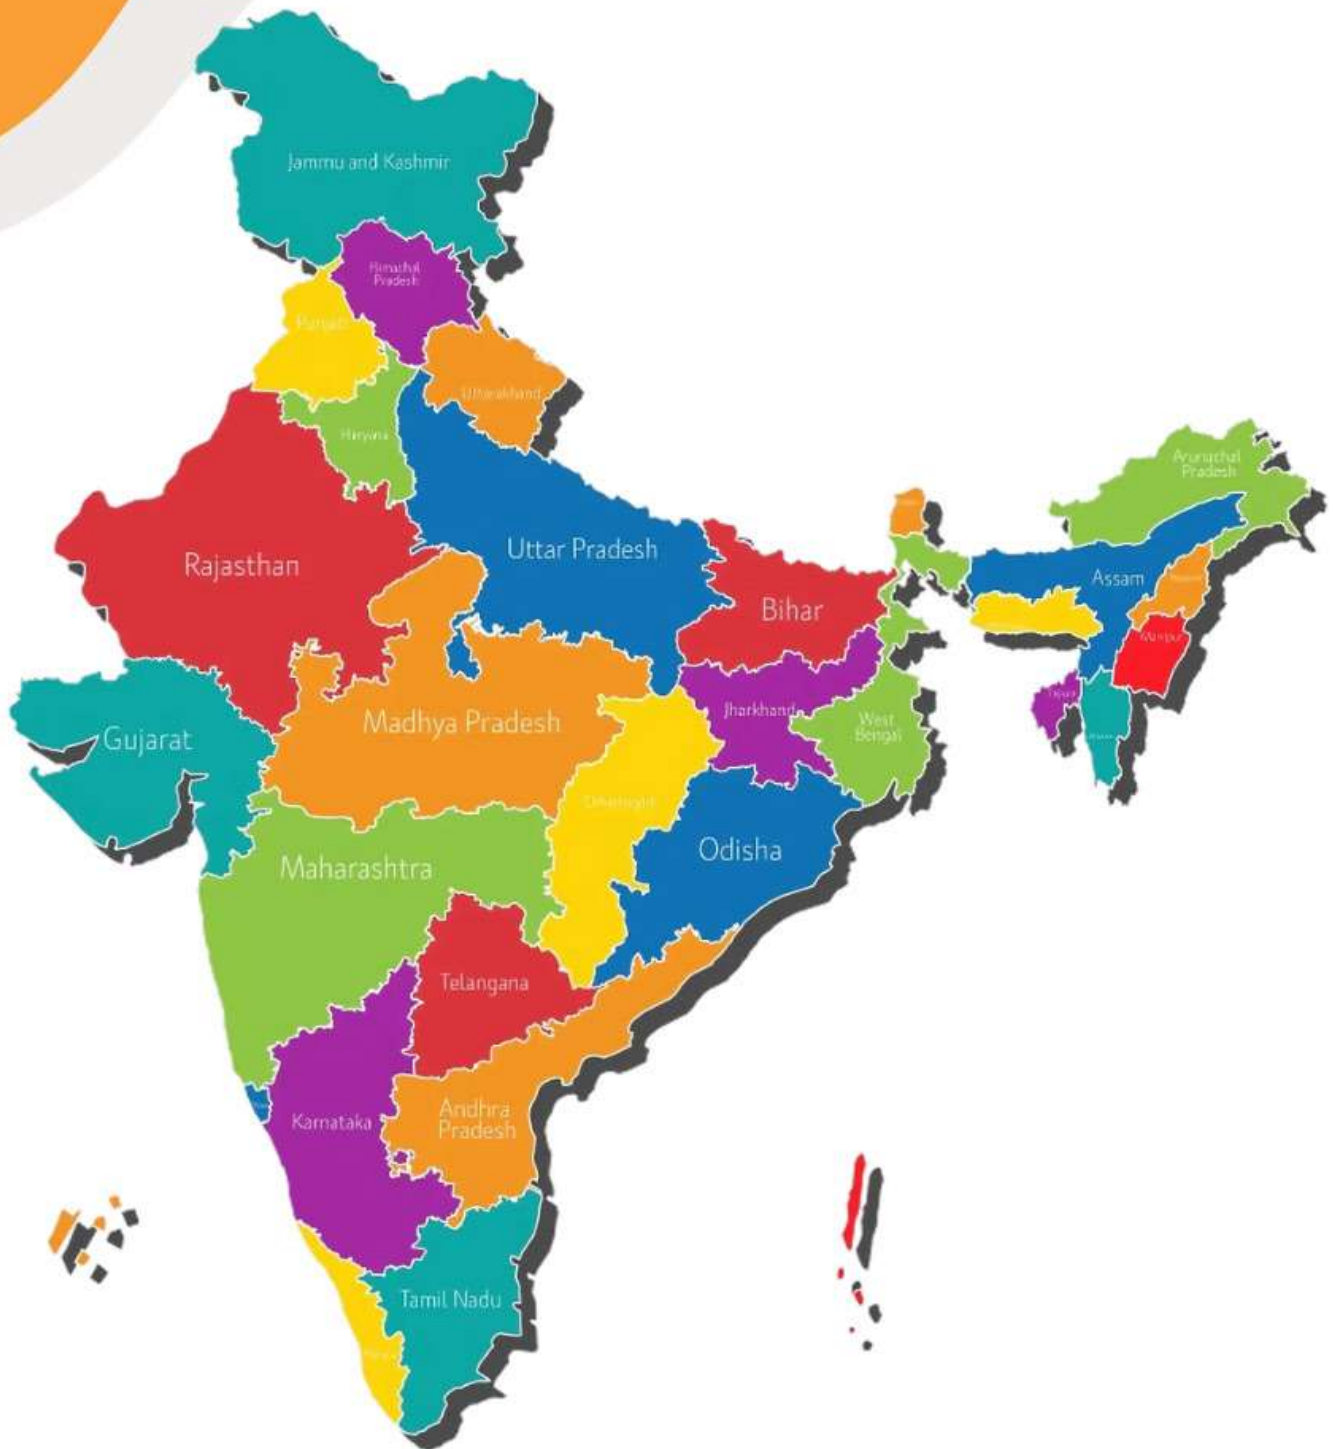 Jammu and Kashmir
Himachal
Pradesh
Punjab
Uttarakhand
Haryana
Arunachal
Pradesh
Rajasthan
Uttar Pradesh
Assam
Bihar
Manipur
Tripura
Jharkhand
West
Bengal
Madhya Pradesh
Gujarat
Odisha
Maharashtra
Telangana
Andhra
Pradesh
Karnataka
Tamil Nadu